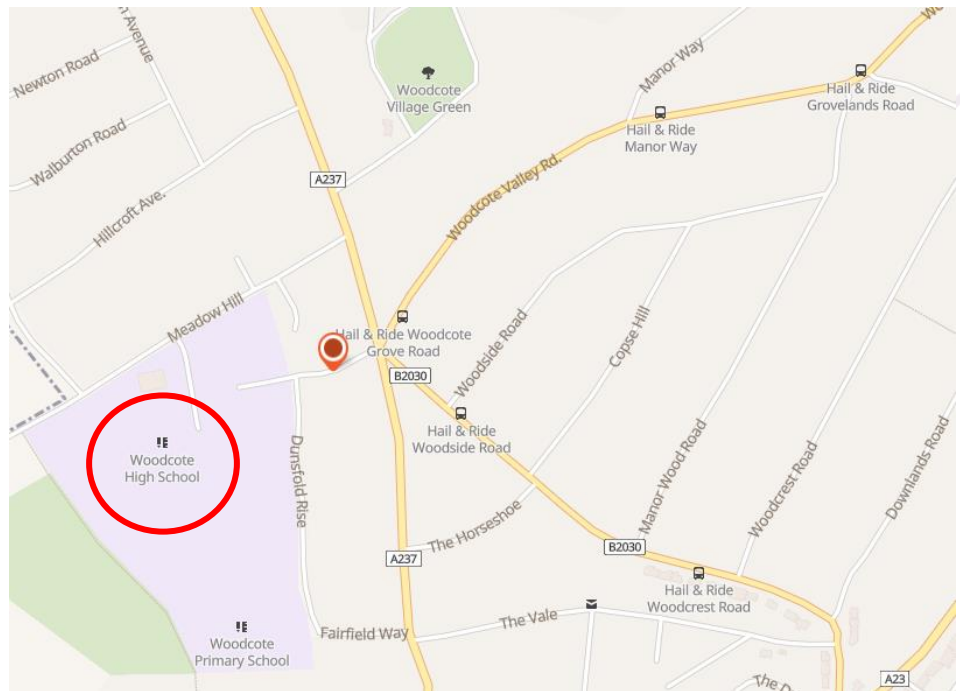 n Avenue
Newton Road
Walburton Road
Hillcroft Ave.
Woodcote
Village Green
Manor Way
Hail & Ride
Grovelands Road
Hail & Ride
Manor Way
A237
Woodcote Valley Rd.
Meadow Hill
Hail & Ride Woodcote
Grove Road
B2030
Woodside Road
Copse Hill
Hail & Ride
Woodside Road
Woodcote
High School
Dunsfold Rise
Manor Wood Road
Woodcrest Road
Downlands Road
The Horseshoe
A237
B2030
Hail & Ride
Woodcrest Road
The Vale
Fairfield Way
Woodcote
Primary School
The D
A23